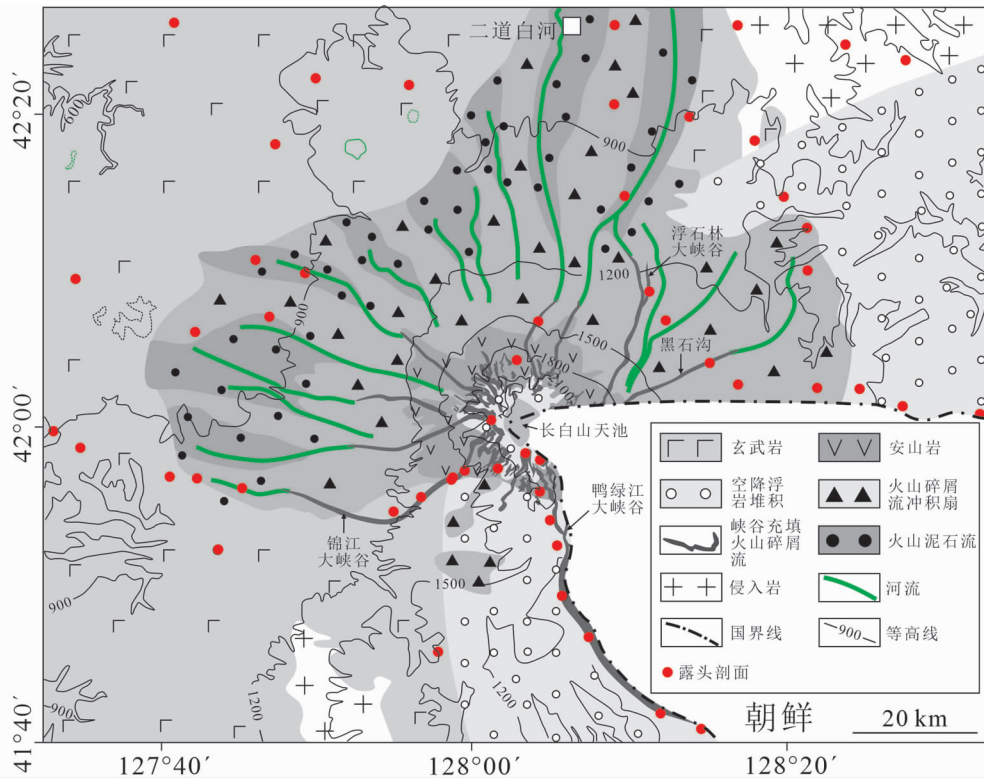 二道白河
42°20′
600
900
浮石林
大峡谷
1200
900
1500
黑石沟
1800
2100
42°00′
长白山天池
鸭绿江
大峡谷
锦江
大峡谷
1500
900
1200
1200
900
41°40′
127°40′
128°00′
128°20′
玄武岩
安山岩
空降浮
岩堆积
火山碎屑
流冲积扇
峡谷充填
火山碎屑
流
火山泥石流
侵入岩
河流
国界线
900
等高线
露头剖面
朝鲜
20 km